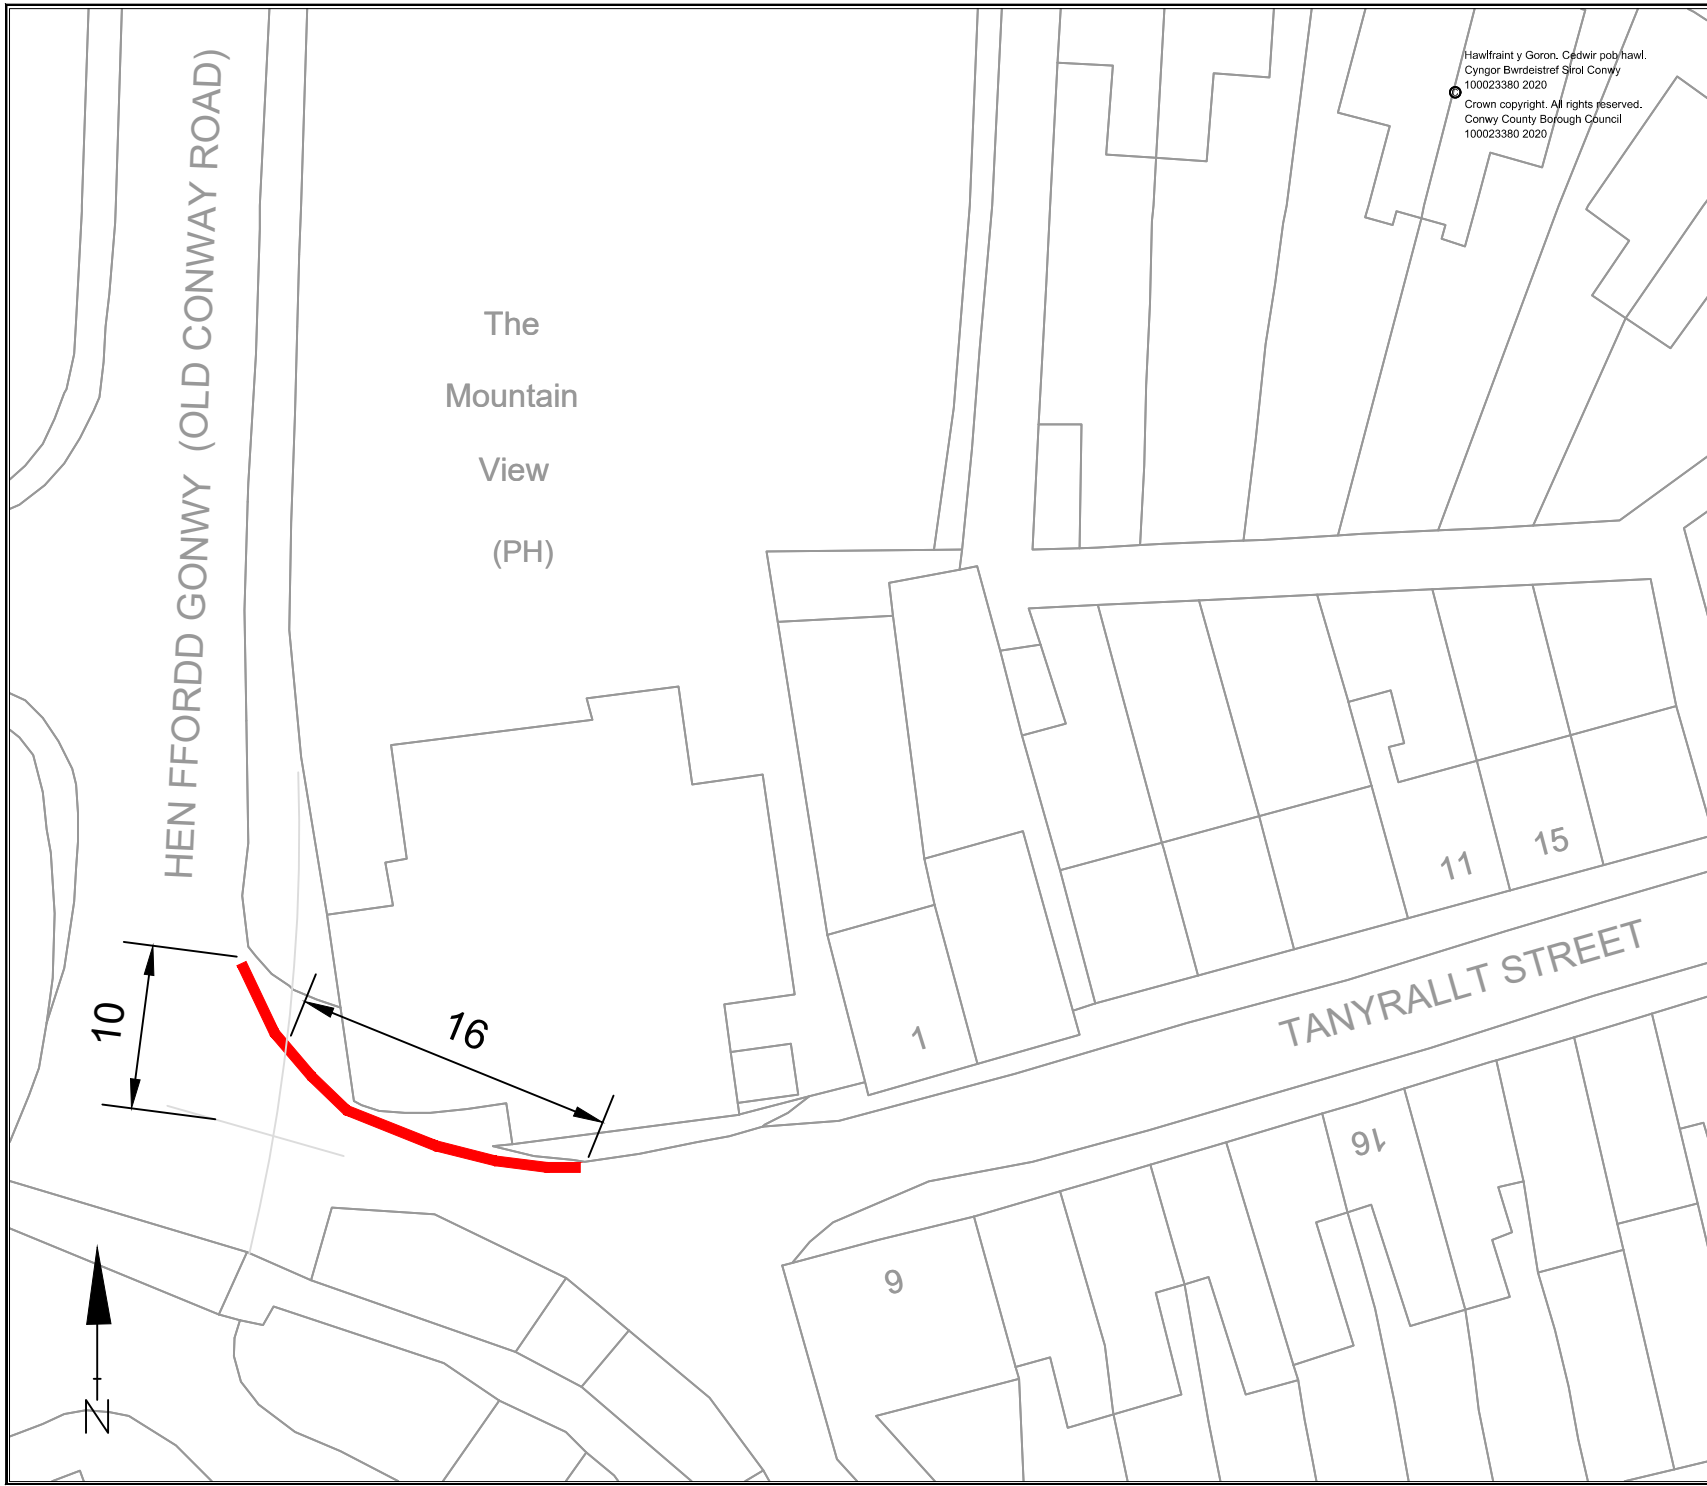 Hawlfraint y Goron. Cedwir pob hawl.
Cyngor Bwrdeistref Sirol Conwy
100023380 2020
©
Crown copyright. All rights reserved.
Conwy County Borough Council
100023380 2020
HEN FFORDD GONWY (OLD CONWAY ROAD)
The
Mountain
View
(PH)
10
16
1
11
15
TANYRALLT STREET
16
9
N